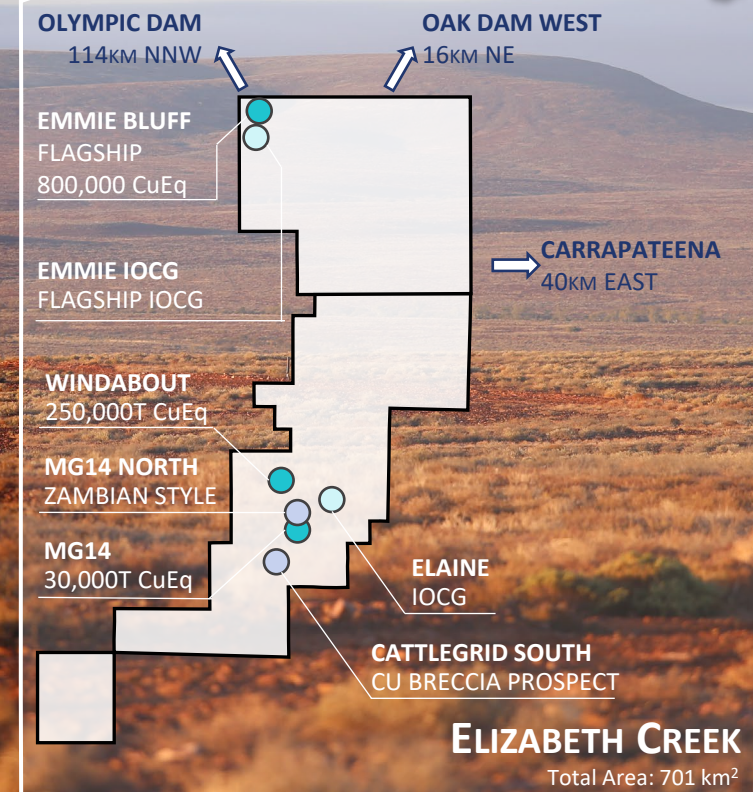 OLYMPIC DAM
114KM NNW
OAK DAM WEST
16KM NE
EMMIE BLUFF
FLAGSHIP
800,000 CuEq
CARRAPATEENA
40KM EAST
EMMIE IOCG
FLAGSHIP IOCG
WINDABOUT
250,000T CuEq
MG14 NORTH
ZAMBIAN STYLE
MG14
30,000T CuEq
ELAINE
IOCG
CATTLEGRID SOUTH
CU BRECCIA PROSPECT
ELIZABETH CREEK
Total Area: 701 km²